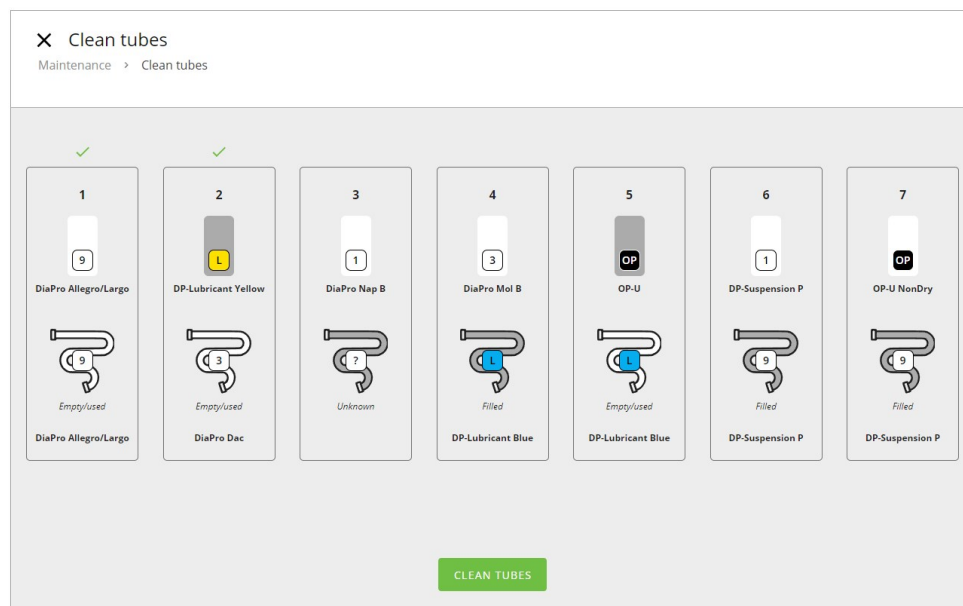 Clean tubes
Maintenance > Clean tubes
1 2 3 4 5 6 7
9 L 1 3 OP 1 OP
DiaPro Allegro/Largo DP-Lubricant Yellow DiaPro Nap B DiaPro Mol B OP-U DP-Suspension P OP-U NonDry
9 3 ? L L 9 9
Empty/used Empty/used Unknown Filled Empty/used Filled Filled
DiaPro Allegro/Largo DiaPro Dac DP-Lubricant Blue DP-Lubricant Blue DP-Suspension P DP-Suspension P
CLEAN TUBES